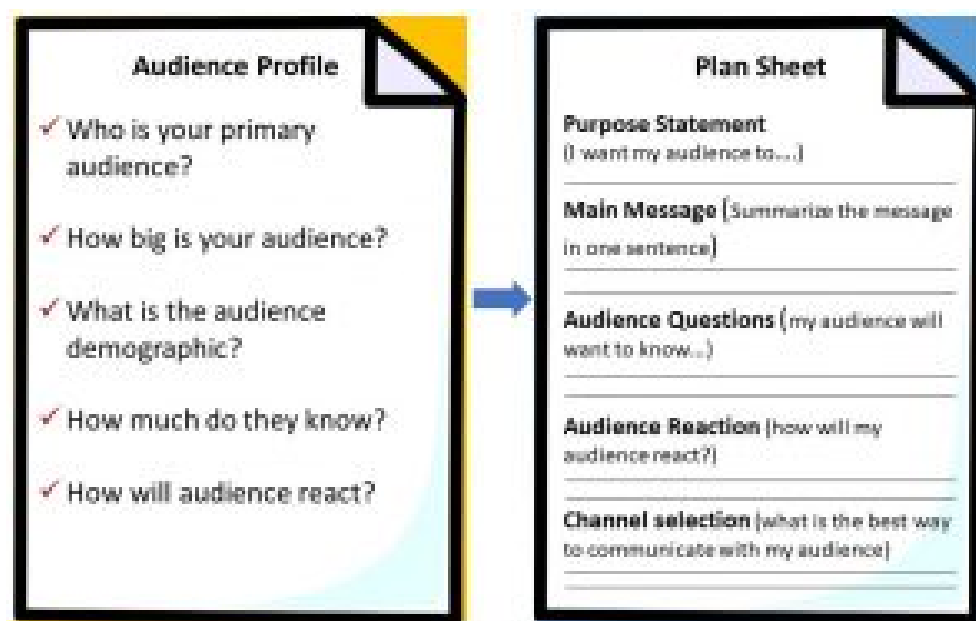 Audience Profile
✓ Who is your primary
audience?
✓ How big is your audience?
✓ What is the audience
demographic?
✓ How much do they know?
✓ How will audience react?
Plan Sheet
Purpose Statement
(I want my audience to....)
Main Message (Summarize the message
in one sentence)
Audience Questions (my audience will
want to know...)
Audience Reaction (how will my
audience react?)
Channel selection (what is the best way
to communicate with my audience)